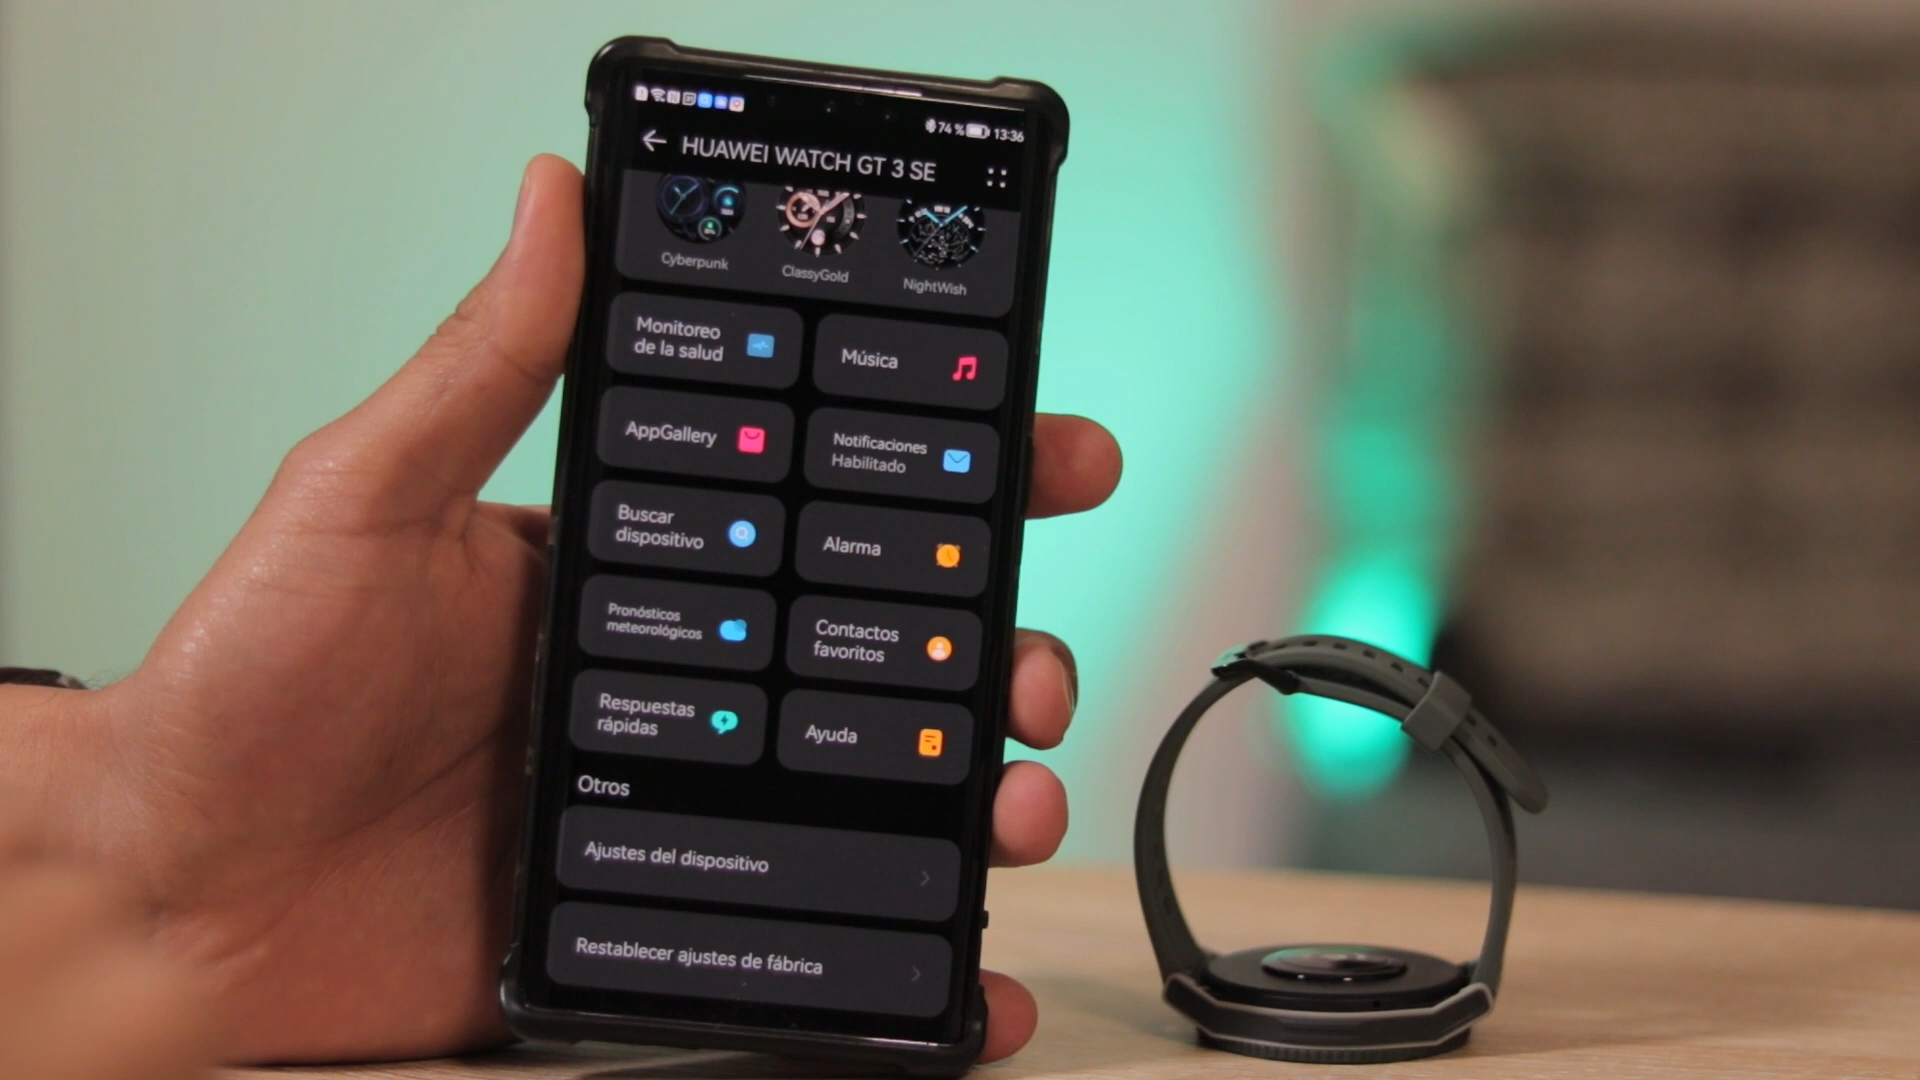 74 % 13:36
HUAWEI WATCH GT 3 SE
Cyberpunk
ClassyGold
NightWish
Monitoreo
de la salud
Música
AppGallery
Notificaciones
Habilitado
Buscar
dispositivo
Alarma
Pronósticos
meteorológicos
Contactos
favoritos
Respuestas
rápidas
Ayuda
Otros
Ajustes del dispositivo
Restablecer ajustes de fábrica